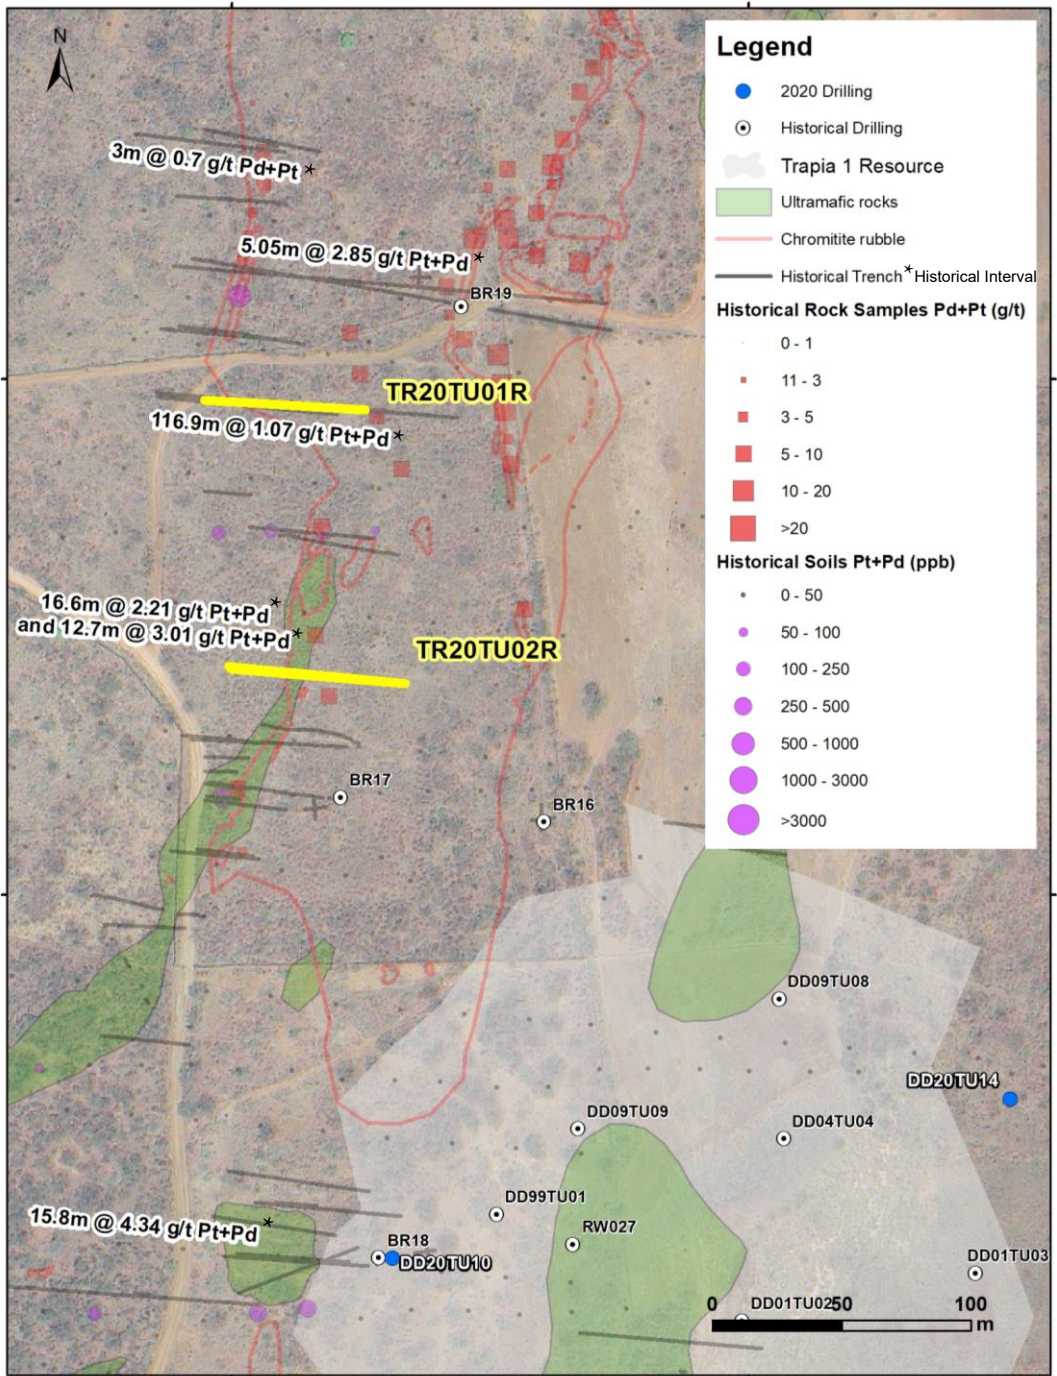 N
3m @ 0.7 g/t Pd+Pt *
5.05m @ 2.85 g/t Pt+Pd *
BR19
TR20TU01R
116.9m @ 1.07 g/t Pt+Pd *
16.6m @ 2.21 g/t Pt+Pd *
and 12.7m @ 3.01 g/t Pt+Pd *
TR20TU02R
BR17
BR16
DD09TU08
DD20TU14
DD09TU09
DD04TU04
DD99TU01
15.8m @ 4.34 g/t Pt+Pd *
BR18
DD20TU10
RW027
DD01TU03
DD01TU02
0 50 100
m
Legend
2020 Drilling
Historical Drilling
Trapia 1 Resource
Ultramafic rocks
Chromitite rubble
Historical Trench * Historical Interval
Historical Rock Samples Pd+Pt (g/t)
0 - 1
11 - 3
3 - 5
5 - 10
10 - 20
>20
Historical Soils Pt+Pd (ppb)
0 - 50
50 - 100
100 - 250
250 - 500
500 - 1000
1000 - 3000
>3000